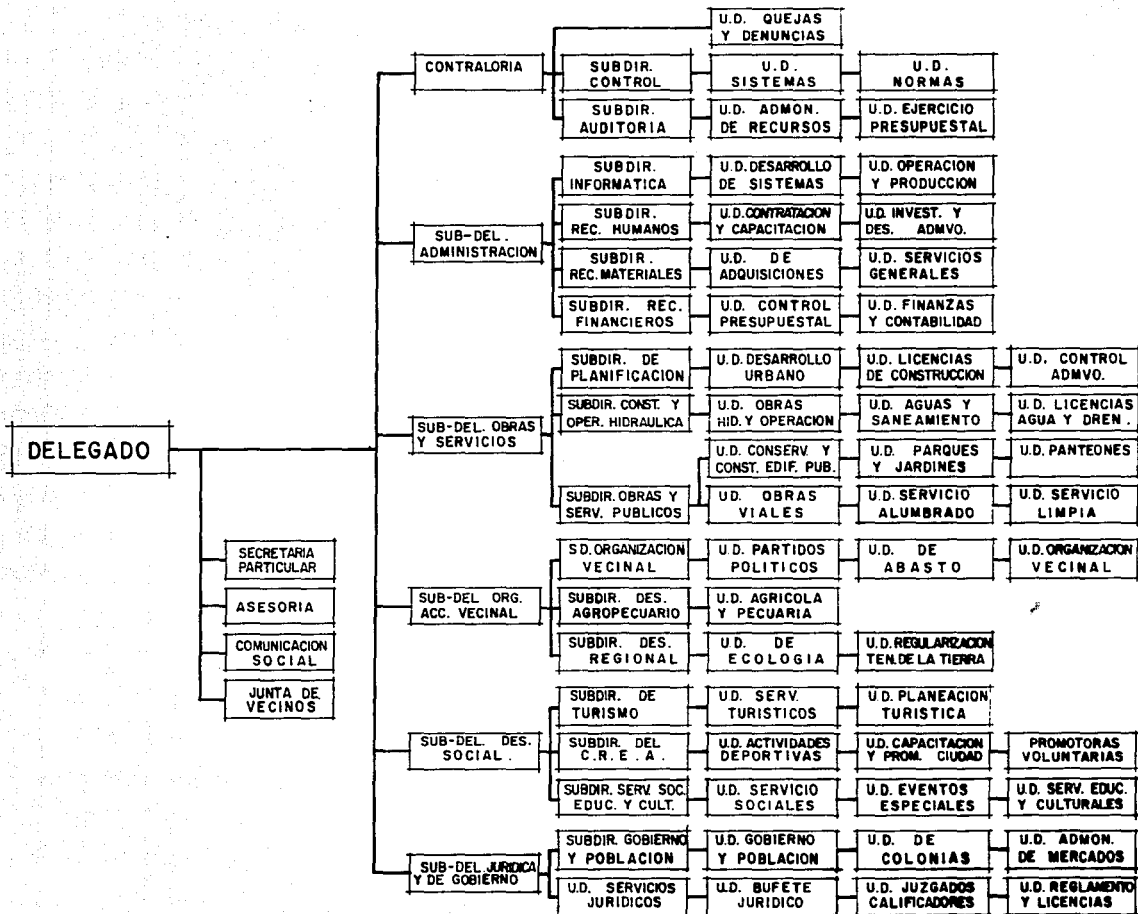 DELEGADO
SECRETARIA
PARTICULAR
ASESORIA
COMUNICACION
SOCIAL
JUNTA DE
VECINOS
CONTRALORIA
U.D. QUEJAS
Y DENUNCIAS
SUBDIR.
CONTROL
U.D.
SISTEMAS
U.D.
NORMAS
SUBDIR.
AUDITORIA
U.D. ADMON.
DE RECURSOS
U.D. EJERCICIO
PRESUPUESTAL
SUB-DEL.
ADMINISTRACION
SUBDIR.
INFORMATICA
U.D. DESARROLLO
DE SISTEMAS
U.D. OPERACION
Y PRODUCCION
SUBDIR.
REC. HUMANOS
U.D. CONTRATACION
Y CAPACITACION
U.D. INVEST. Y
DES. ADMVO.
SUBDIR.
REC. MATERIALES
U.D. DE
ADQUISICIONES
U.D. SERVICIOS
GENERALES
SUBDIR. REC.
FINANCIEROS
U.D. CONTROL
PRESUPUESTAL
U.D. FINANZAS
Y CONTABILIDAD
SUB-DEL. OBRAS
Y SERVICIOS
SUBDIR. DE
PLANIFICACION
U.D. DESARROLLO
URBANO
U.D. LICENCIAS
DE CONSTRUCCION
U.D. CONTROL
ADMVO.
SUBDIR. CONST. Y
OPER. HIDRAULICA
U.D. OBRAS
HID. Y OPERACION
U.D. AGUAS Y
SANEAMIENTO
U.D. LICENCIAS
AGUA Y DREN.
U.D. CONSERV. Y
CONST. EDIF. PUB.
U.D. PARQUES
Y JARDINES
U.D. PANTEONES
SUBDIR. OBRAS Y
SERV. PUBLICOS
UD. OBRAS
VIALES
U.D. SERVICIO
ALUMBRADO
U.D. SERVICIO
LIMPIA
SUB-DEL ORG.
ACC. VECINAL
S D. ORGANIZACION
VECINAL
U.D. PARTIDOS
POLITICOS
U.D. DE
ABASTO
U.D. ORGANIZACION
VECINAL
SUBDIR. DES.
AGROPECUARIO
U.D. AGRICOLA
Y PECUARIA
SUBDIR. DES.
REGIONAL
U.D. DE
ECOLOGIA
U.D. REGULARIZACION
TEN. DE LA TIERRA
SUB-DEL. DES.
SOCIAL.
SUBDIR. DE
TURISMO
U.D. SERV.
TURISTICOS
U.D. PLANEACION
TURISTICA
SUBDIR. DEL
C.R.E.A.
U.D. ACTIVIDADES
DEPORTIVAS
U.D. CAPACITACION
Y PROM. CIUDAD
PROMOTORAS
VOLUNTARIAS
SUBDIR. SERV. SOC.
EDUC. Y CULT.
U.D. SERVICIO
SOCIALES
U.D. EVENTOS
ESPECIALES
U.D. SERV. EDUC.
Y CULTURALES
SUB-DEL. JURIDICA
Y DE GOBIERNO
SUBDIR. GOBIERNO
Y POBLACION
U.D. GOBIERNO
Y POBLACION
U.D. DE
COLONIAS
U.D. ADMON.
DE MERCADOS
U.D. SERVICIOS
JURIDICOS
U.D. BUFETE
JURIDICO
U.D. JUZGADOS
CALIFICADORES
U.D. REGLAMENTO
Y LICENCIAS